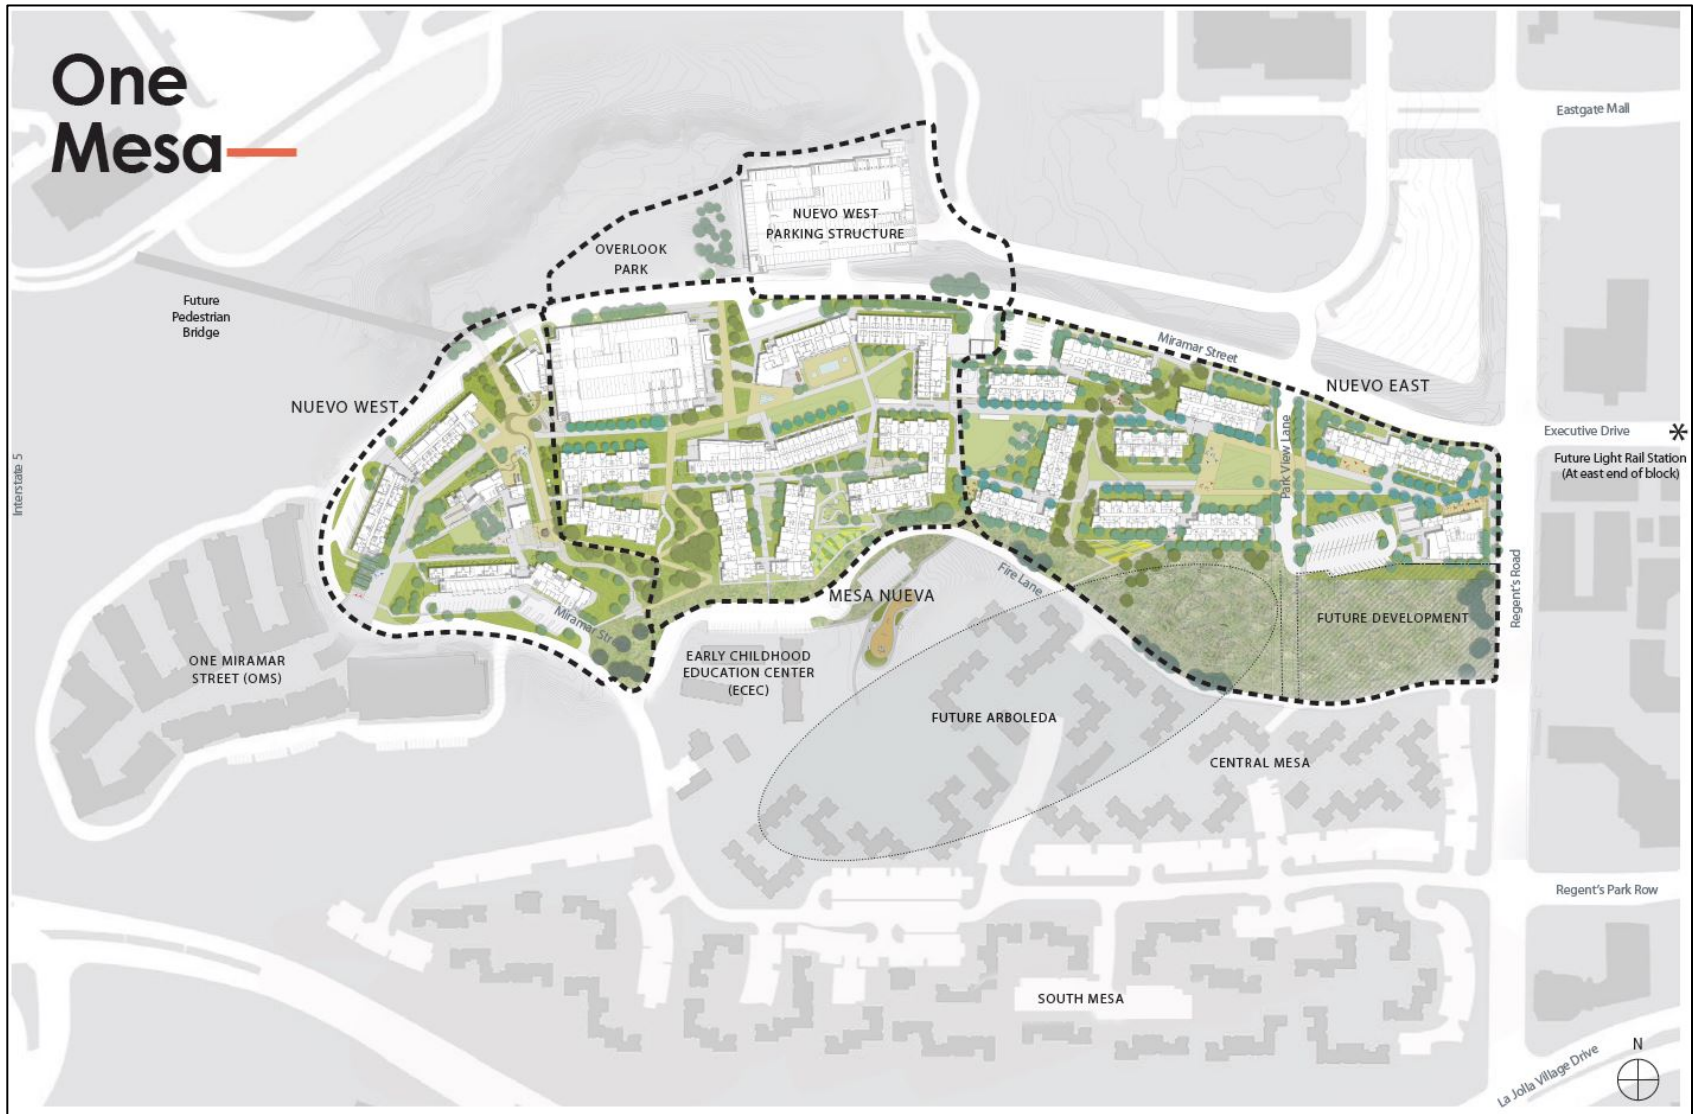 One
Mesa
Eastgate Mall
NUEVO WEST
PARKING STRUCTURE
OVERLOOK
PARK
Future
Pedestrian
Bridge
Miramar Street
NUEVO WEST
NUEVO EAST
Park View Lane
Executive Drive *
Future Light Rail Station
(At east end of block)
Interstate 5
Fire Lane
MESA NUEVA
Regent's Road
Miramar Str
FUTURE DEVELOPMENT
ONE MIRAMAR
STREET (OMS)
EARLY CHILDHOOD
EDUCATION CENTER
(ECEC)
FUTURE ARBOLEDA
CENTRAL MESA
Regent's Park Row
SOUTH MESA
La Jolla Village Drive
N